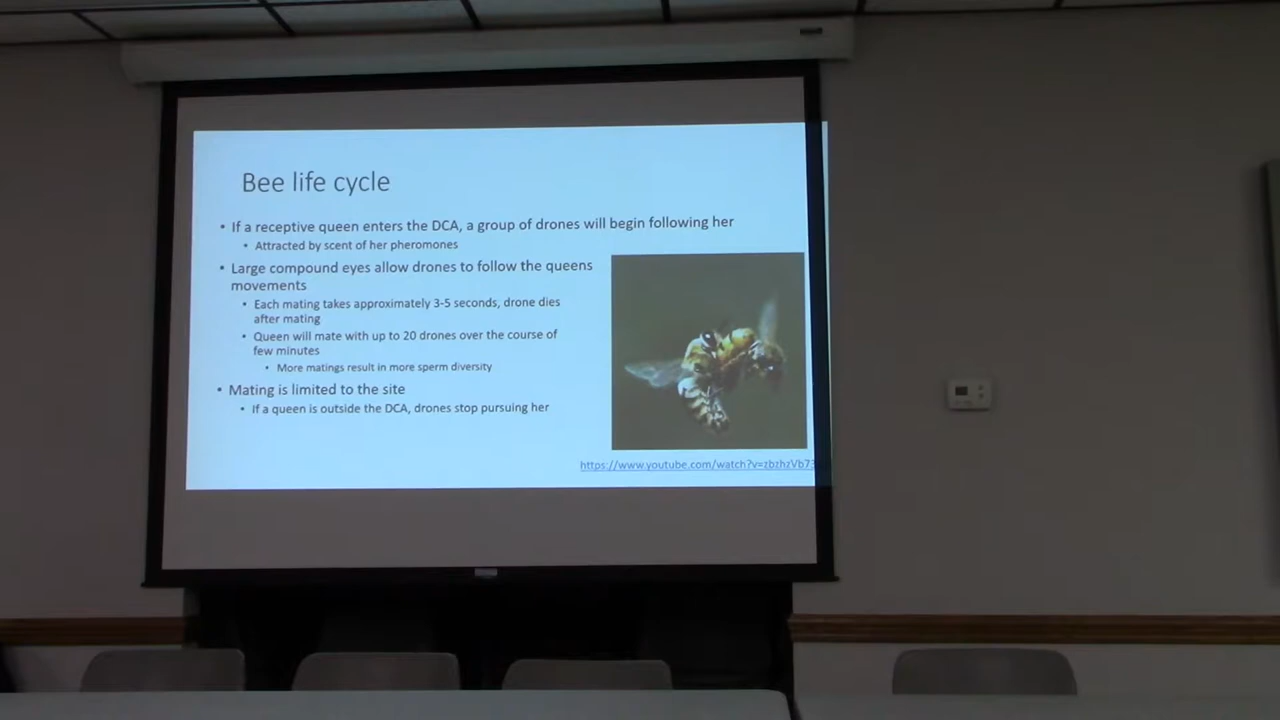 Bee life cycle
• If a receptive queen enters the DCA, a group of drones will begin following her
• Attracted by scent of her pheromones
• Large compound eyes allow drones to follow the queens
movements
• Each mating takes approximately 3-5 seconds, drone dies
after mating
• Queen will mate with up to 20 drones over the course of
few minutes
• More matings result in more sperm diversity
• Mating is limited to the site
• If a queen is outside the DCA, drones stop pursuing her
https://www.youtube.com/watch?v=zbzhzVb73